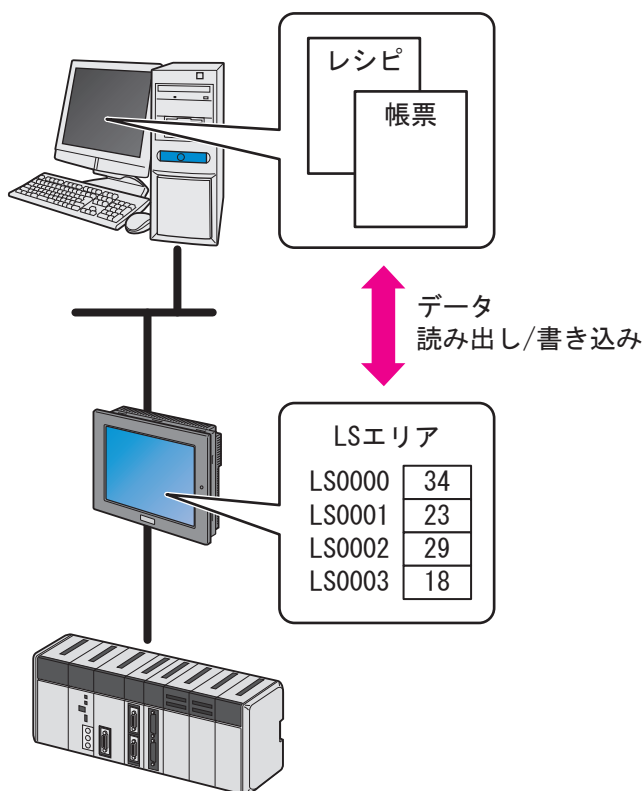 レシピ
帳票
データ
読み出し/書き込み
LSエリア
LS0000 34
LS0001 23
LS0002 29
LS0003 18